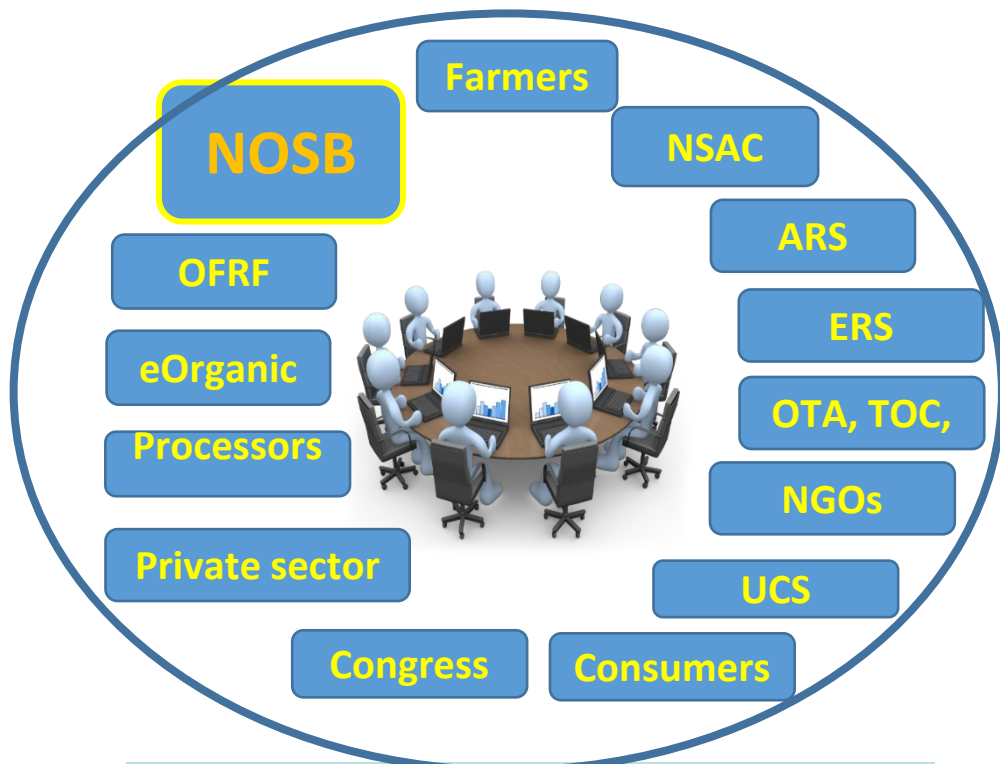 Farmers
NOSB
NSAC
ARS
OFRF
ERS
eOrganic
OTA, TOC,
Processors
NGOs
Private sector
UCS
Congress
Consumers